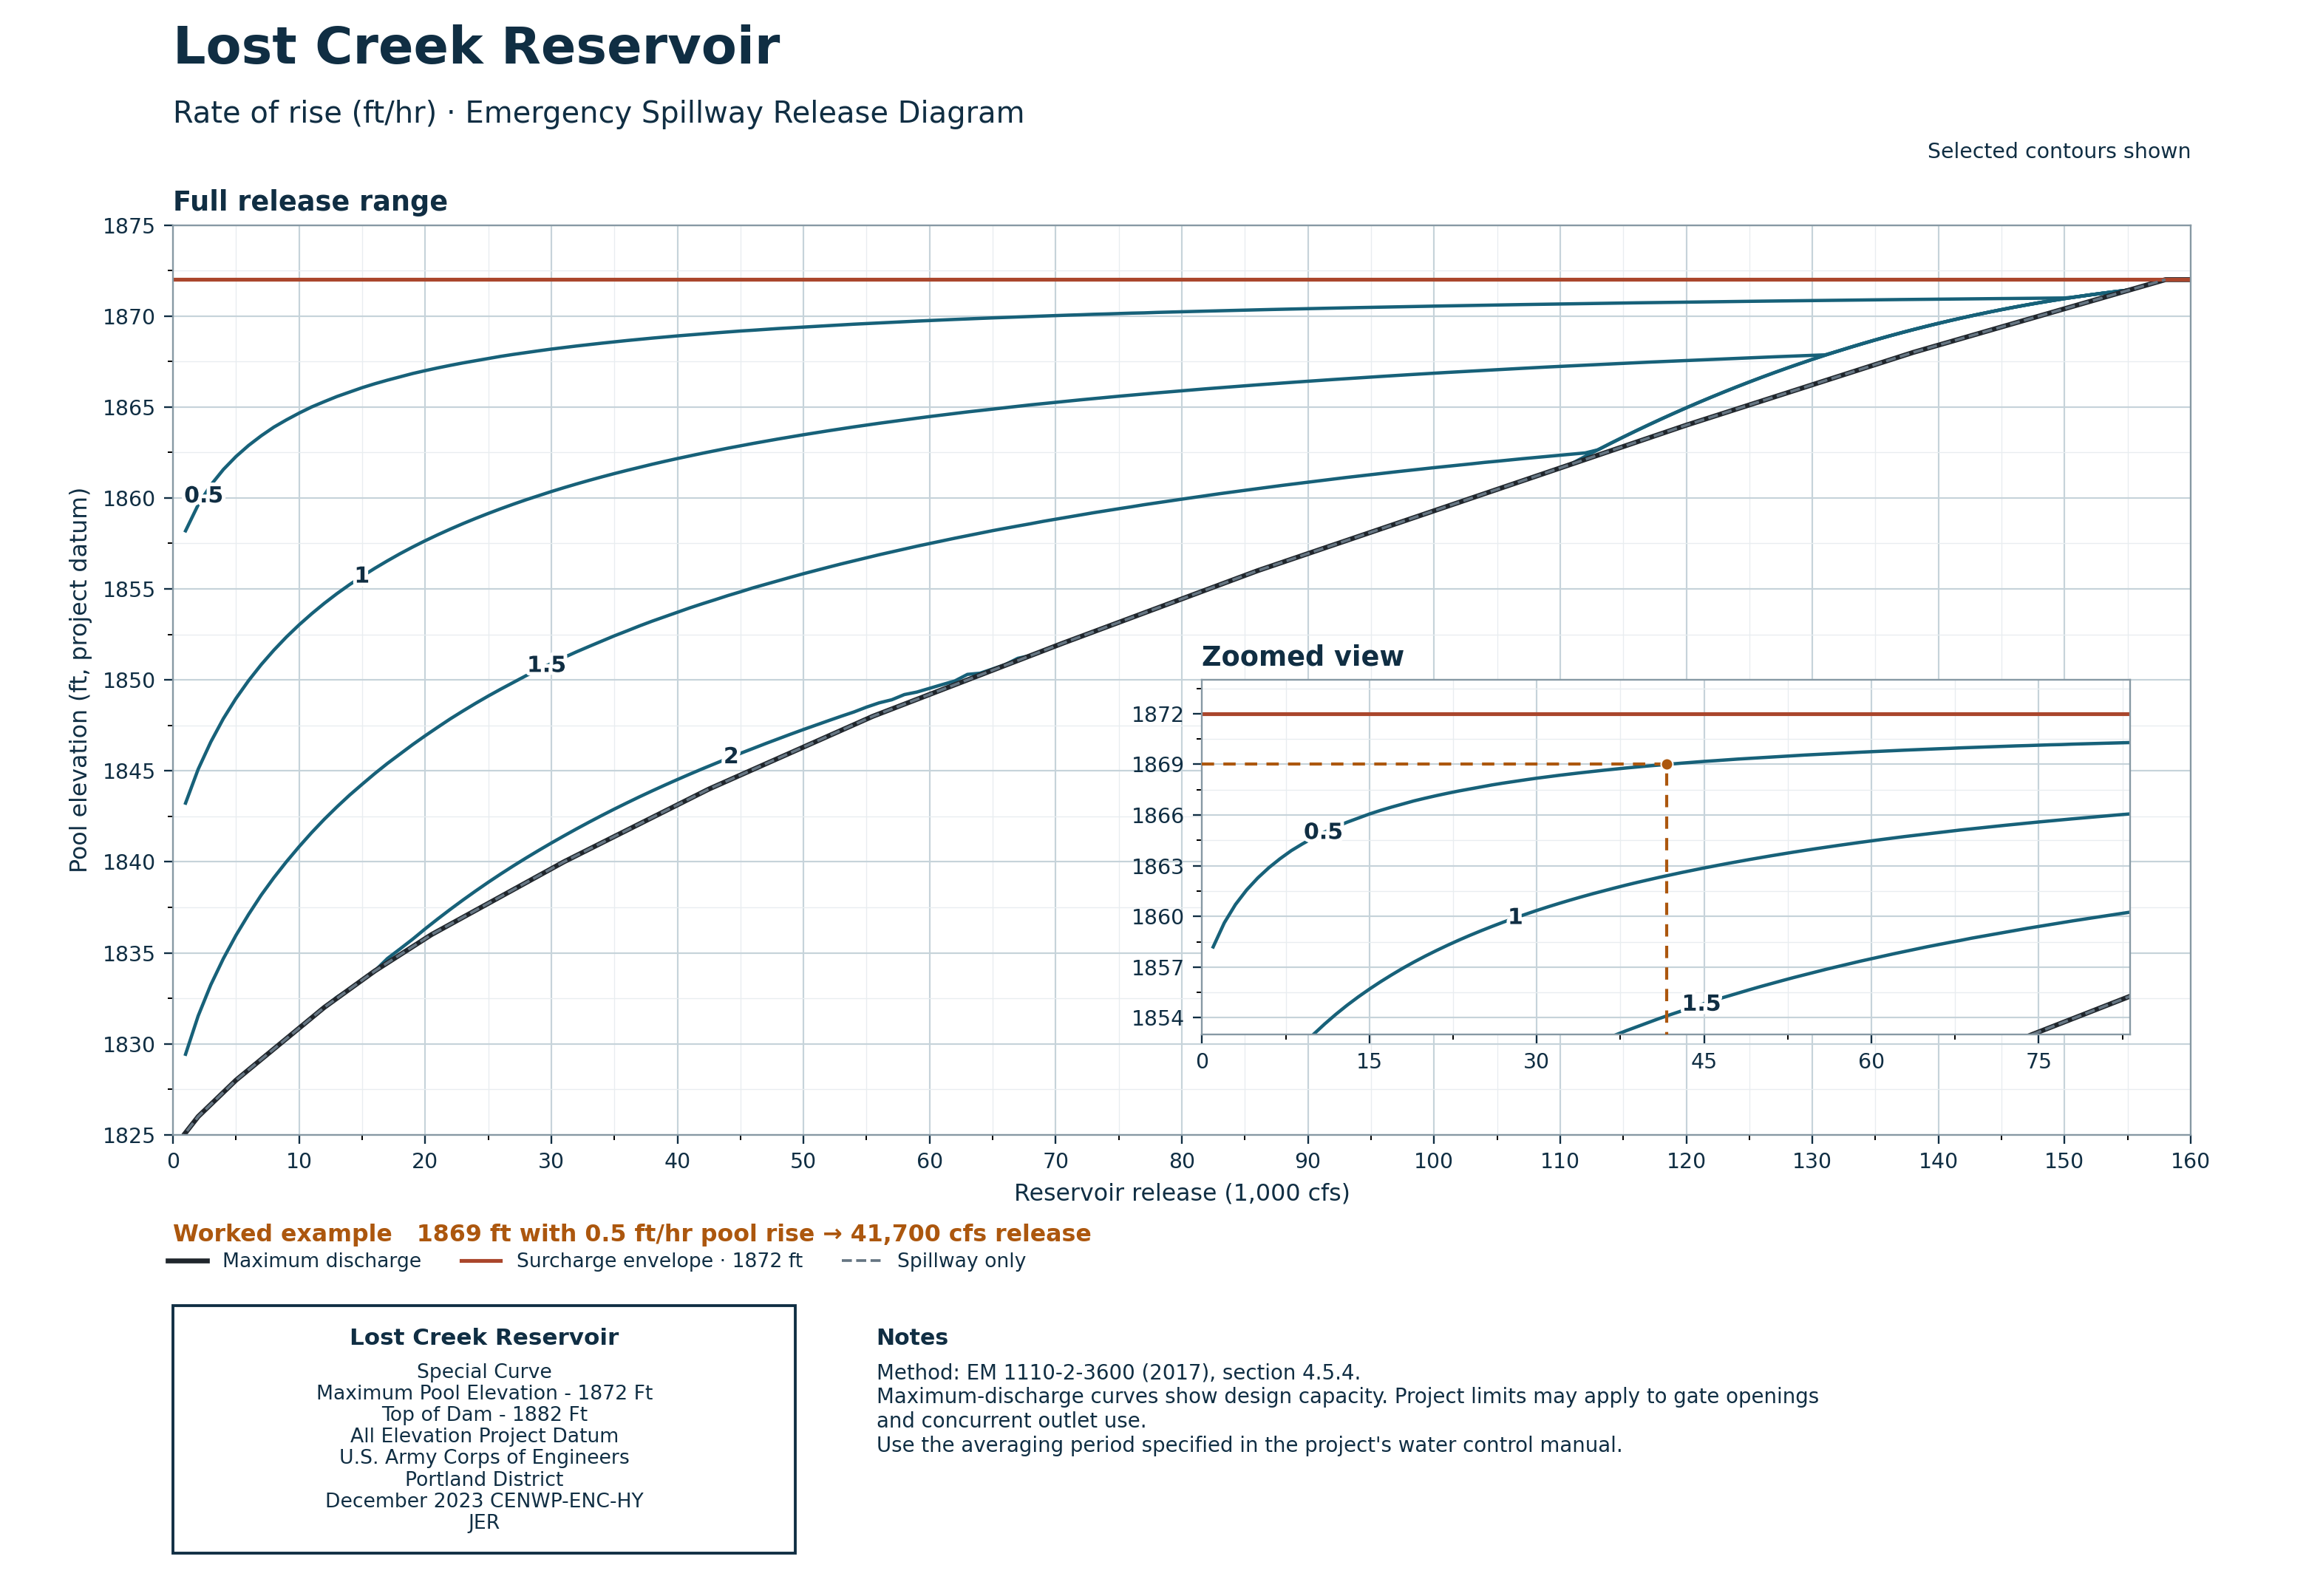 Lost Creek Reservoir
Rate of rise (ft/hr) · Emergency Spillway Release Diagram
Selected contours shown
Full release range
1875
1870
1865
1860
1855
1850
1845
1840
1835
1830
1825
Pool elevation (ft, project datum)
0.5
1
1.5
2
Zoomed view
1872
1869
1866
1863
1860
1857
1854
0.5
1
1.5
0 15 30 45 60 75
0 10 20 30 40 50 60 70 80 90 100 110 120 130 140 150 160
Reservoir release (1,000 cfs)
Worked example 1869 ft with 0.5 ft/hr pool rise → 41,700 cfs release
Maximum discharge Surcharge envelope · 1872 ft Spillway only
Lost Creek Reservoir
Special Curve
Maximum Pool Elevation - 1872 Ft
Top of Dam - 1882 Ft
All Elevation Project Datum
U.S. Army Corps of Engineers
Portland District
December 2023 CENWP-ENC-HY
JER
Notes
Method: EM 1110-2-3600 (2017), section 4.5.4.
Maximum-discharge curves show design capacity. Project limits may apply to gate openings
and concurrent outlet use.
Use the averaging period specified in the project's water control manual.